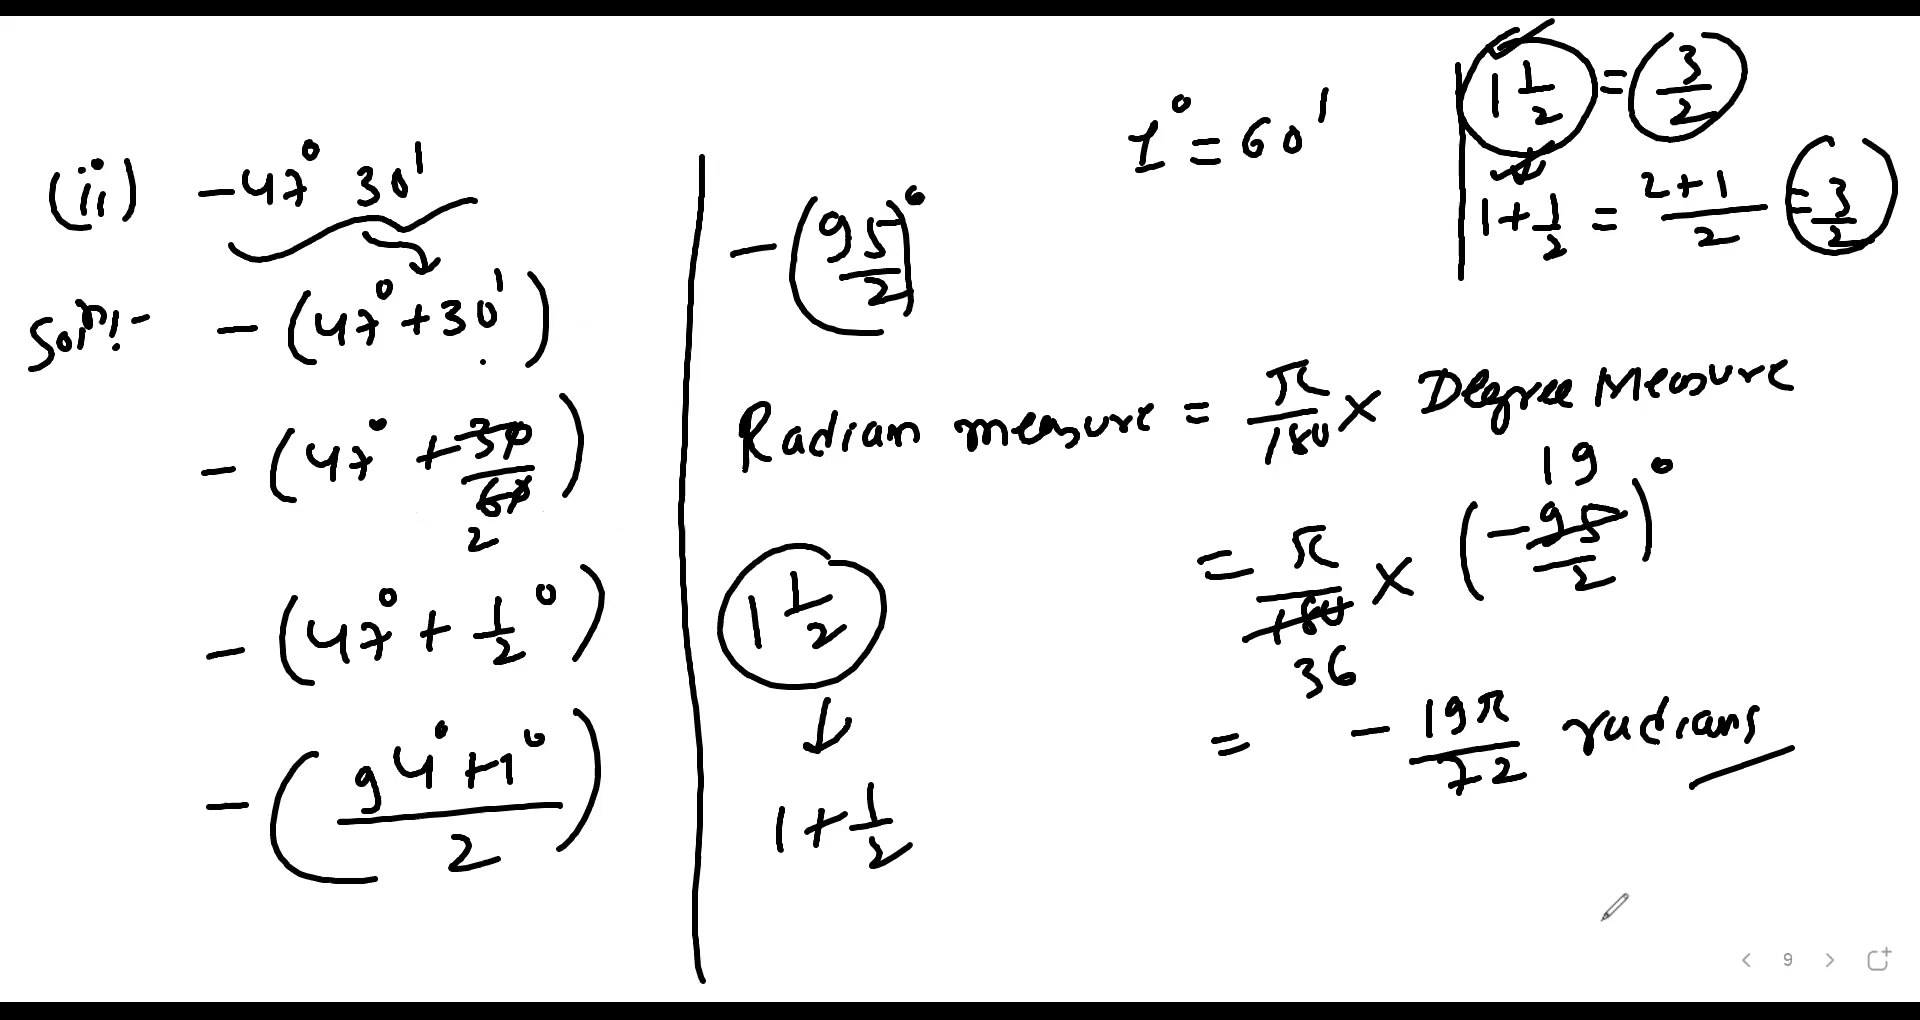 (ii) -47° 30'
Soln:- -(47° + 30')
-(47° + 30/60)
2
-(47° + 1/2°)
-((94° + 1°)/2)
-(95/2)°
1° = 60'
1 1/2 = 3/2
1 + 1/2 = (2+1)/2 = 3/2
Radian measure = π/180 × Degree Measure
19
= π/180 × (-95/2)°
36
= -19π/72 radians
1 1/2
↓
1 + 1/2
9